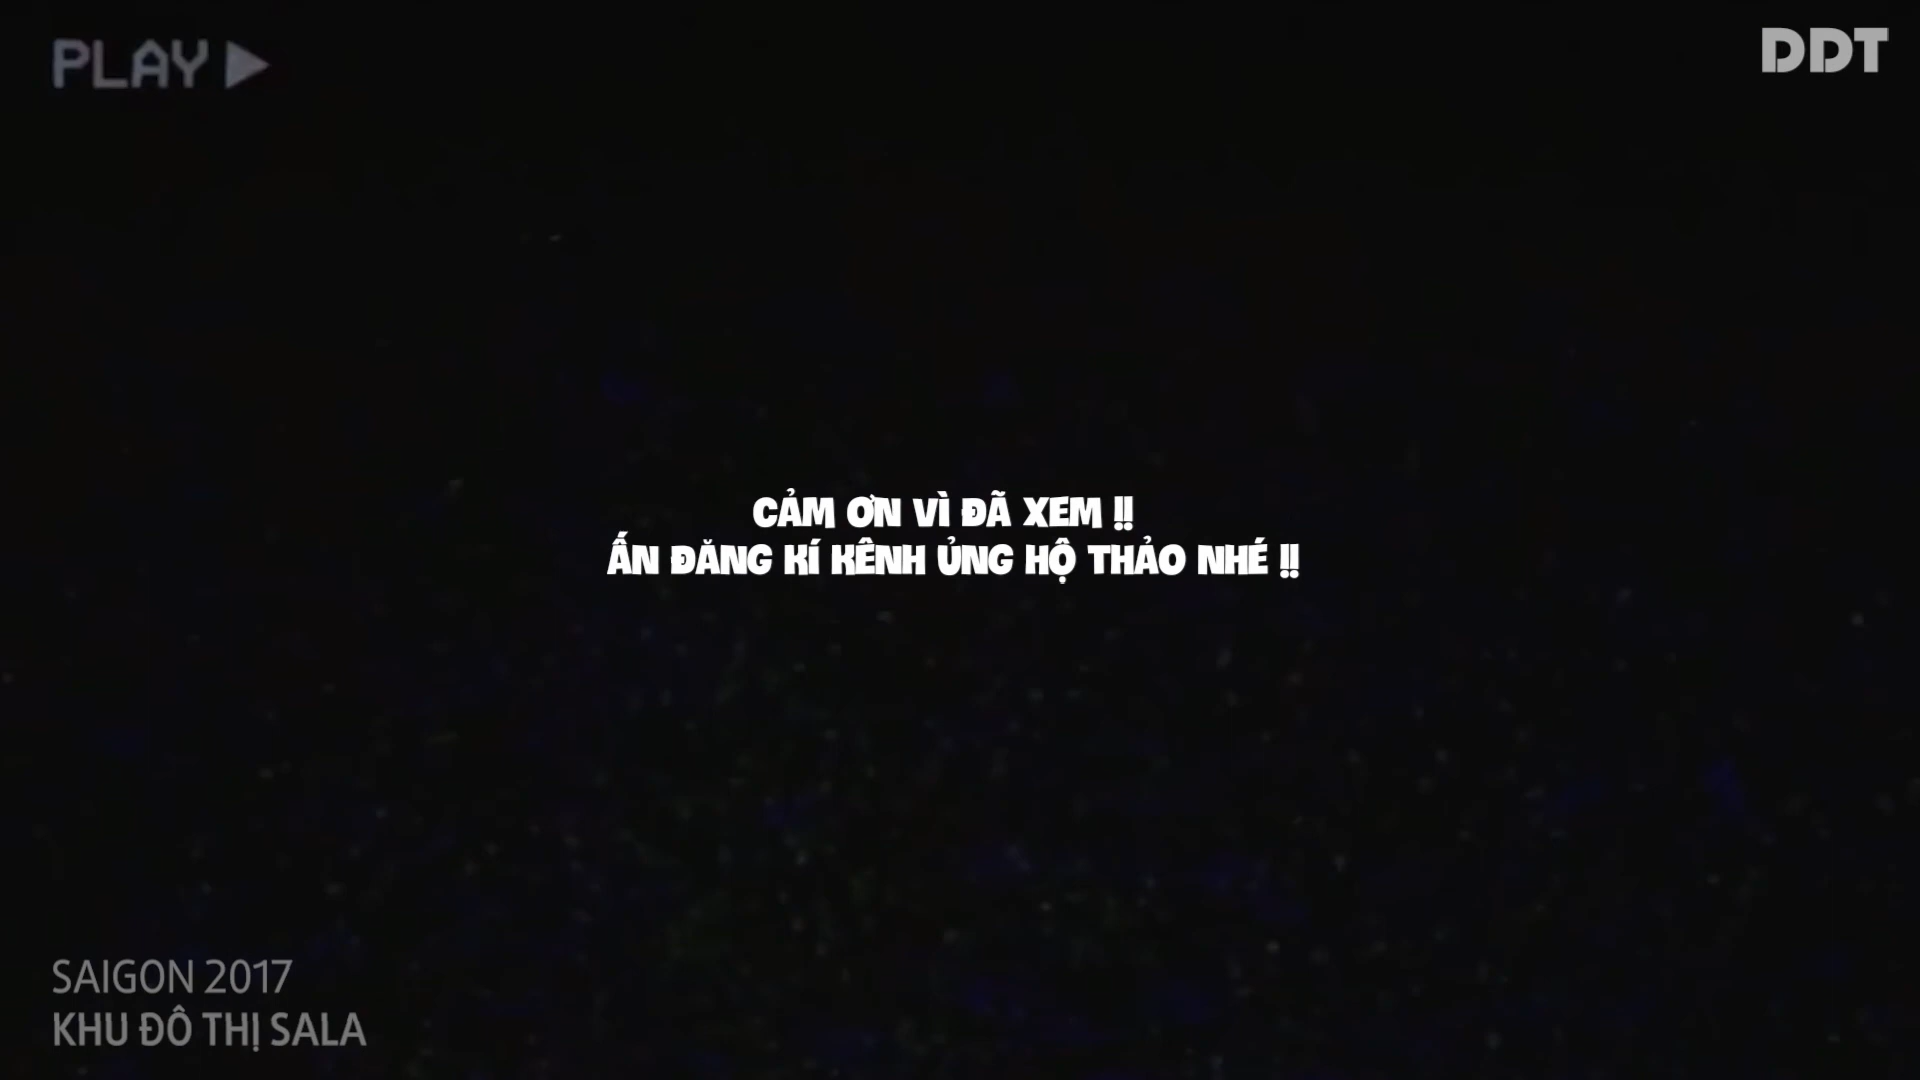 PLAY
DDT
CẢM ƠN VÌ ĐÃ XEM !!
ẤN ĐĂNG KÍ KÊNH ỦNG HỘ THẢO NHÉ !!
SAIGON 2017
KHU ĐÔ THỊ SALA